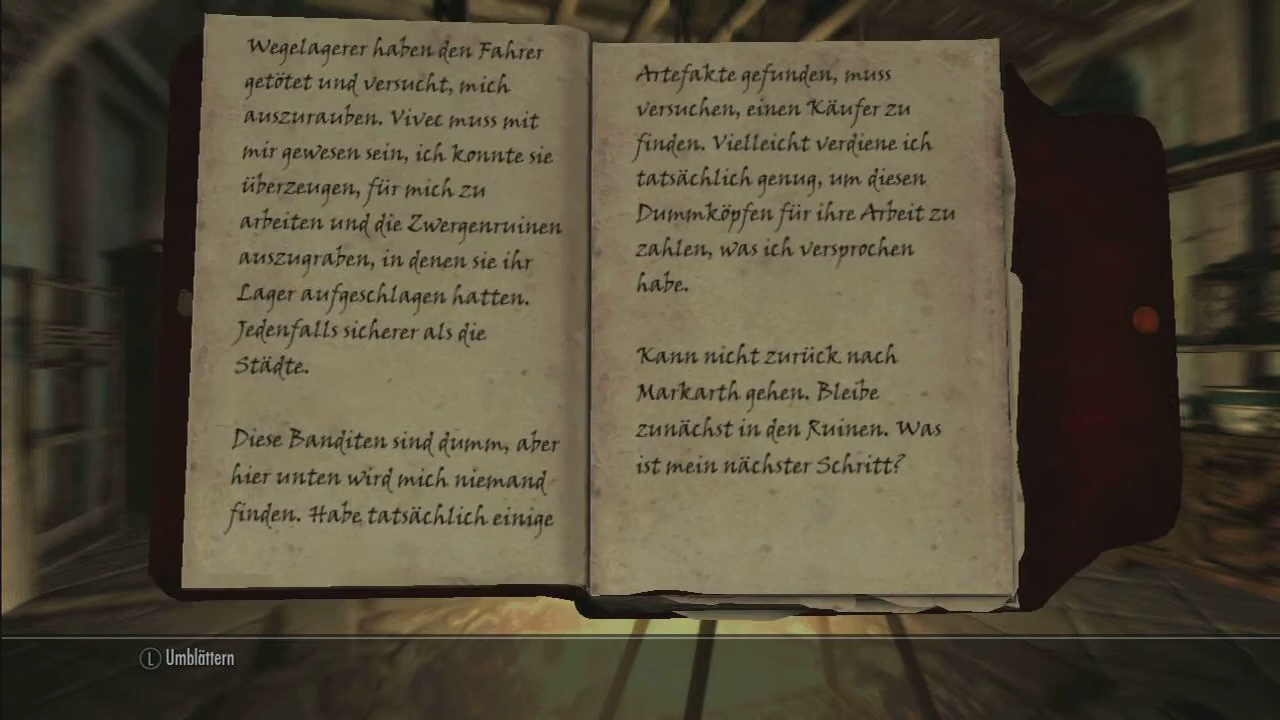 Wegelagerer haben den Fahrer
getötet und versucht, mich
auszurauben. Vivec muss mit
mir gewesen sein, ich konnte sie
überzeugen, für mich zu
arbeiten und die Zwergenruinen
auszugraben, in denen sie ihr
Lager aufgeschlagen hatten.
Jedenfalls sicherer als die
Städte.
Diese Banditen sind dumm, aber
hier unten wird mich niemand
finden. Habe tatsächlich einige
Artefakte gefunden, muss
versuchen, einen Käufer zu
finden. Vielleicht verdiene ich
tatsächlich genug, um diesen
Dummköpfen für ihre Arbeit zu
zahlen, was ich versprochen
habe.
Kann nicht zurück nach
Markarth gehen. Bleibe
zunächst in den Ruinen. Was
ist mein nächster Schritt?
L Umblättern